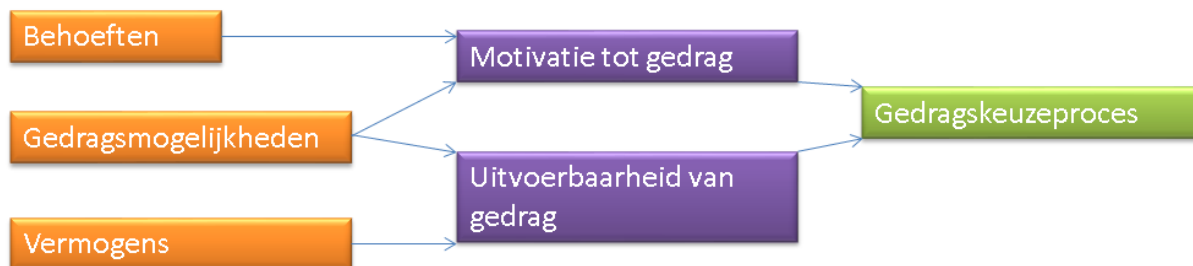 Behoeften
Motivatie tot gedrag
Gedragskeuzeproces
Gedragsmogelijkheden
Uitvoerbaarheid van
gedrag
Vermogens